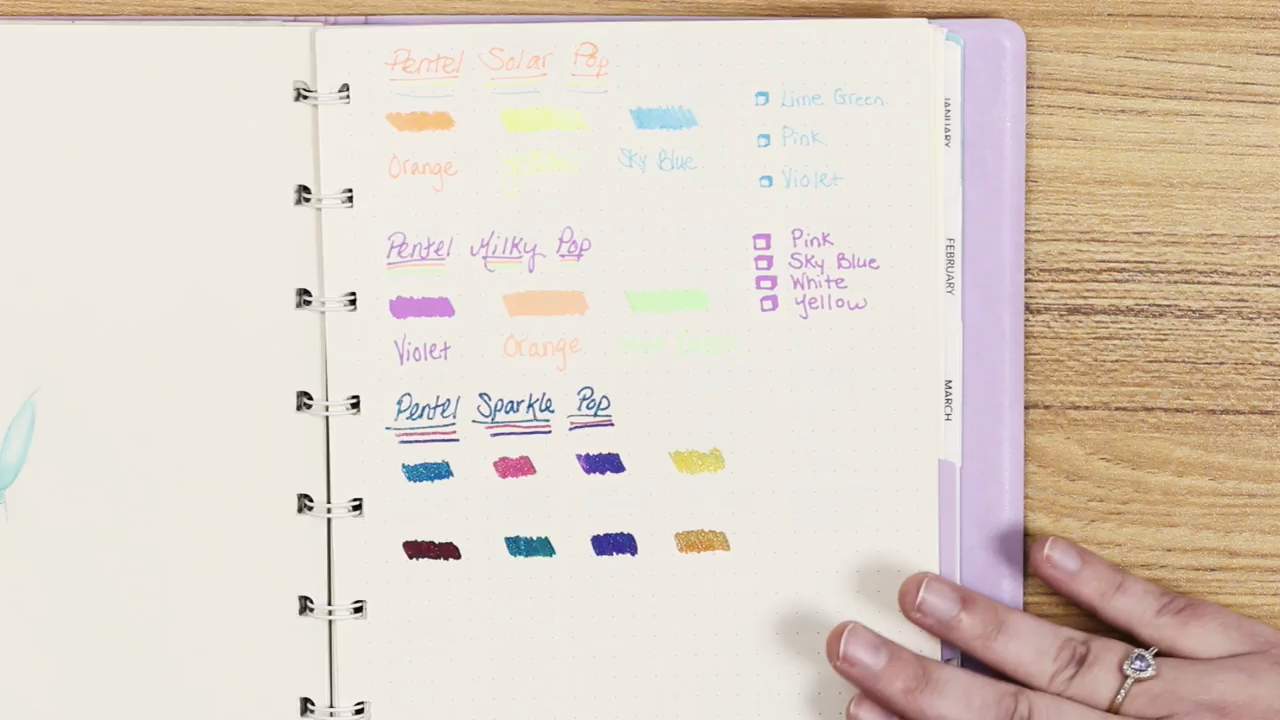 Pentel Solar Pop
Orange
Yellow
Sky Blue
Lime Green
Pink
Violet
Pentel Milky Pop
Violet
Orange
Pink
Sky Blue
White
Yellow
Pentel Sparkle Pop
JANUARY
FEBRUARY
MARCH